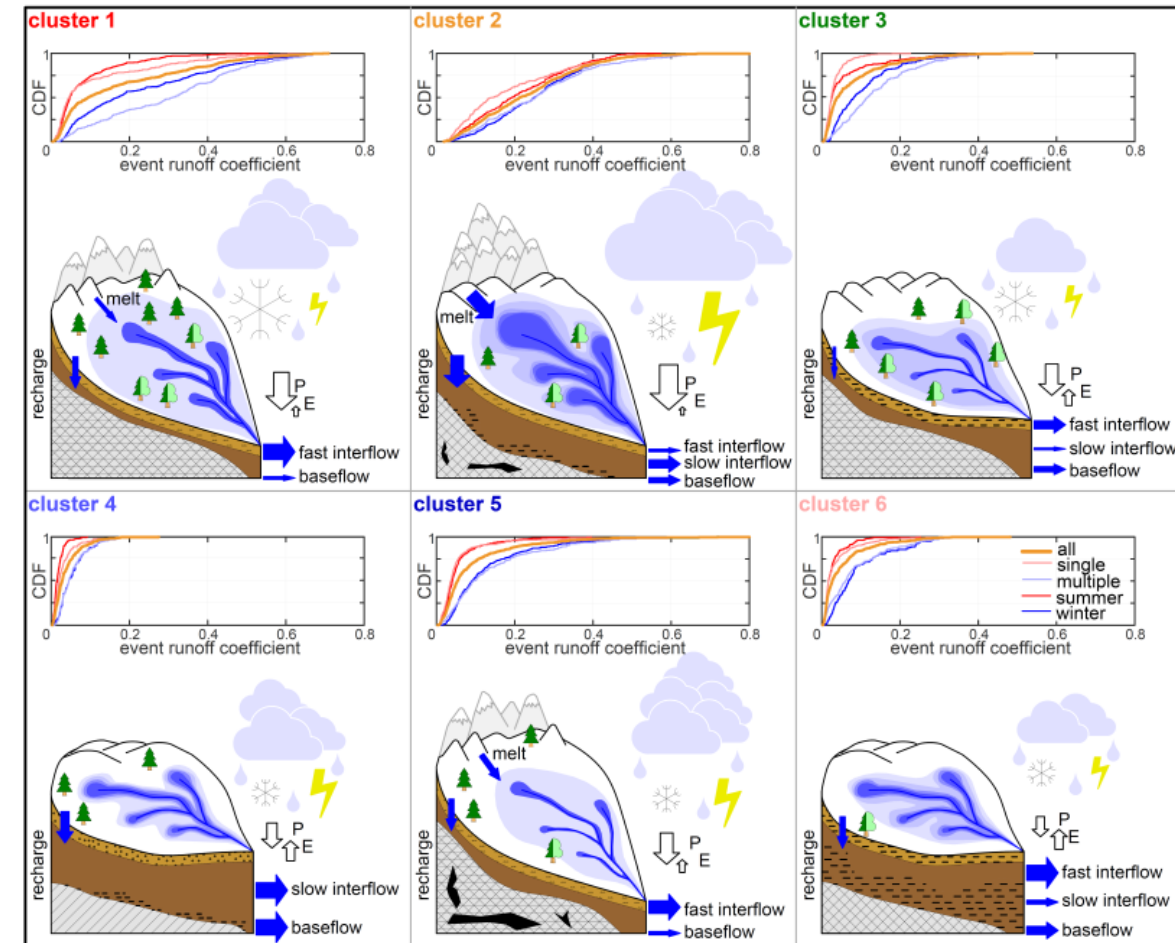 cluster 1
CDF
1
0
0.2
0.4
0.6
0.8
event runoff coefficient
melt
recharge
P
E
fast interflow
baseflow
cluster 2
CDF
1
0
0.2
0.4
0.6
0.8
event runoff coefficient
melt
recharge
P
E
fast interflow
slow interflow
baseflow
cluster 3
CDF
1
0
0.2
0.4
0.6
0.8
event runoff coefficient
recharge
P
E
fast interflow
slow interflow
baseflow
cluster 4
CDF
1
0
0.2
0.4
0.6
0.8
event runoff coefficient
recharge
P
E
slow interflow
baseflow
cluster 5
CDF
1
0
0.2
0.4
0.6
0.8
event runoff coefficient
melt
recharge
P
E
fast interflow
baseflow
cluster 6
CDF
1
all
single
multiple
summer
winter
0
0.2
0.4
0.6
0.8
event runoff coefficient
recharge
P
E
fast interflow
slow interflow
baseflow